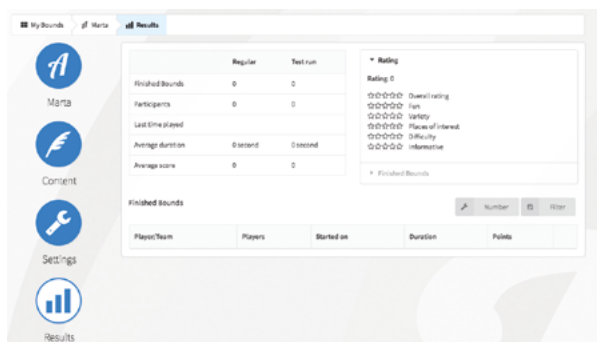 My Bounds Marta Results
Marta
Content
Settings
Results
Regular Test run
Finished Bounds 0 0
Participants 0 0
Last time played
Average duration 0 second 0 second
Average score 0 0
Rating
Rating: 0
Overall rating
Fun
Variety
Places of interest
Difficulty
Informative
Finished Bounds
Finished Bounds
Number Filter
Player/Team Players Started on Duration Points